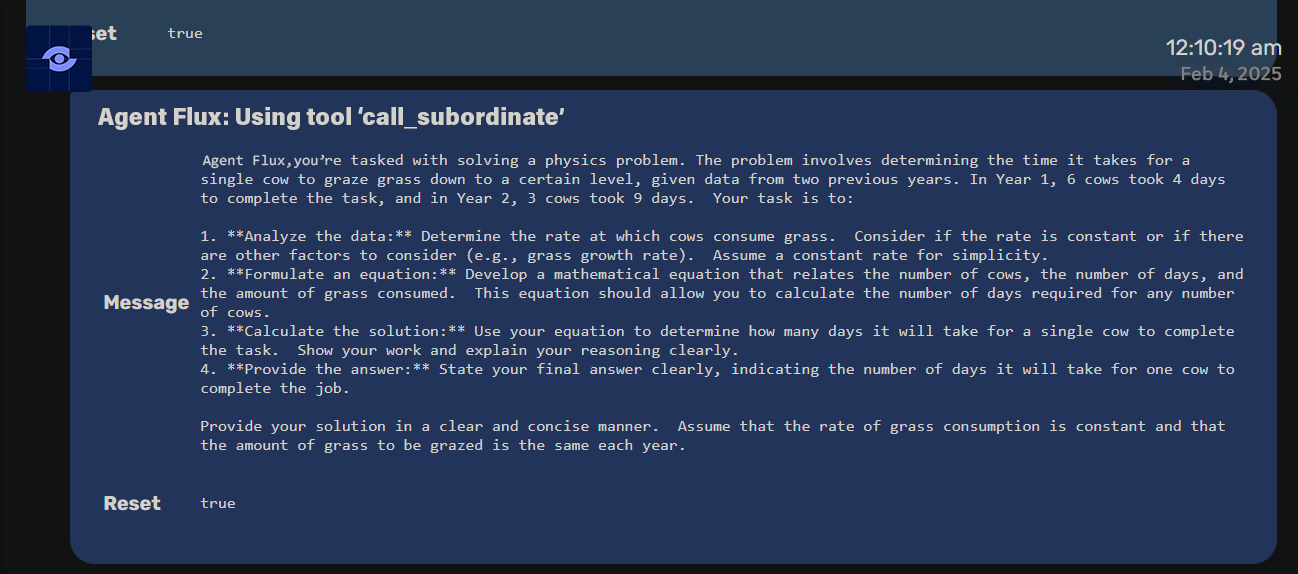 set true
12:10:19 am
Feb 4, 2025
Agent Flux: Using tool ‘call_subordinate’
Agent Flux,you’re tasked with solving a physics problem. The problem involves determining the time it takes for a
single cow to graze grass down to a certain level, given data from two previous years. In Year 1, 6 cows took 4 days
to complete the task, and in Year 2, 3 cows took 9 days.  Your task is to:
1. **Analyze the data:** Determine the rate at which cows consume grass.  Consider if the rate is constant or if there
are other factors to consider (e.g., grass growth rate).  Assume a constant rate for simplicity.
2. **Formulate an equation:** Develop a mathematical equation that relates the number of cows, the number of days, and
Message
the amount of grass consumed.  This equation should allow you to calculate the number of days required for any number
of cows.
3. **Calculate the solution:** Use your equation to determine how many days it will take for a single cow to complete
the task.  Show your work and explain your reasoning clearly.
4. **Provide the answer:** State your final answer clearly, indicating the number of days it will take for one cow to
complete the job.
Provide your solution in a clear and concise manner.  Assume that the rate of grass consumption is constant and that
the amount of grass to be grazed is the same each year.
Reset true